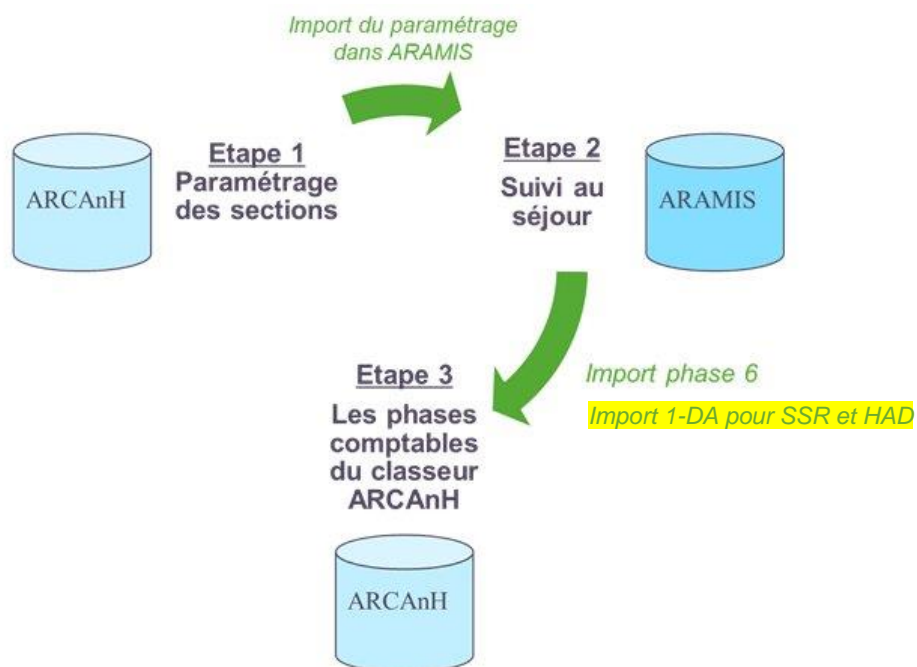 Import du paramétrage
dans ARAMIS
ARCAnH
Etape 1
Paramétrage
des sections
Etape 2
Suivi au
séjour
ARAMIS
Etape 3
Les phases
comptables
du classeur
ARCAnH
Import phase 6
Import 1-DA pour SSR et HAD
ARCAnH